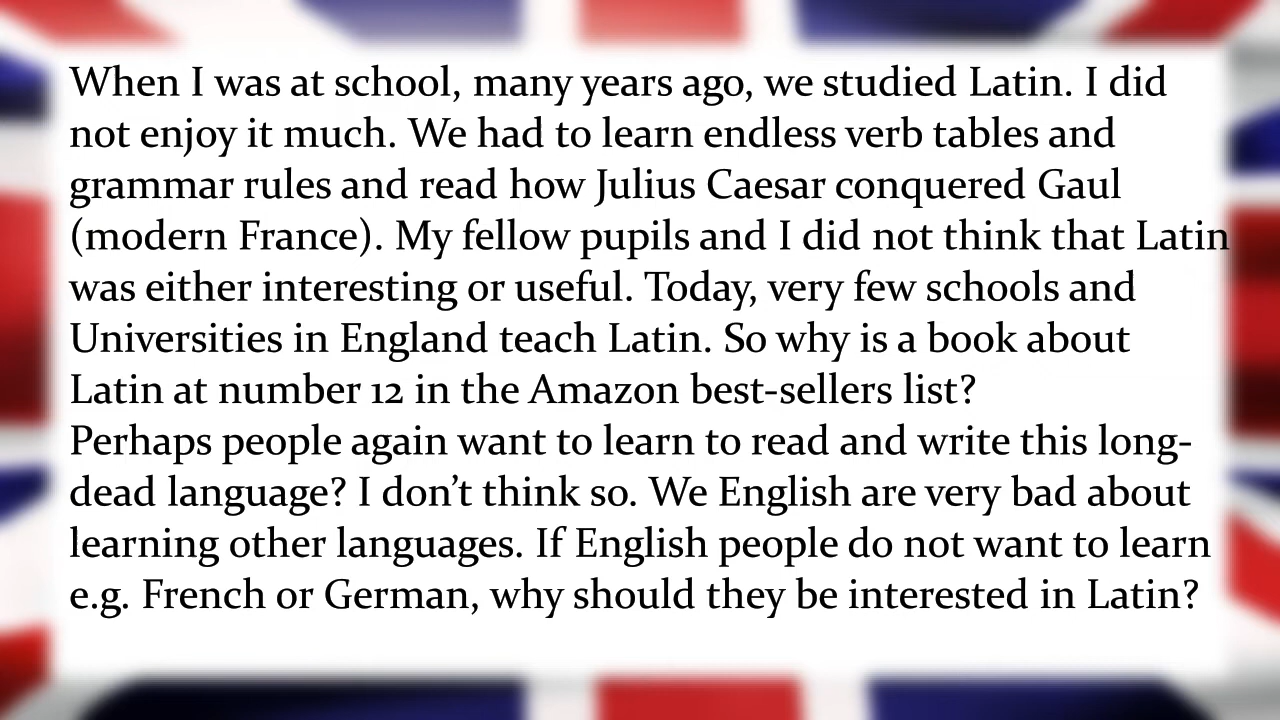 When I was at school, many years ago, we studied Latin. I did
not enjoy it much. We had to learn endless verb tables and
grammar rules and read how Julius Caesar conquered Gaul
(modern France). My fellow pupils and I did not think that Latin
was either interesting or useful. Today, very few schools and
Universities in England teach Latin. So why is a book about
Latin at number 12 in the Amazon best-sellers list?
Perhaps people again want to learn to read and write this long-
dead language? I don’t think so. We English are very bad about
learning other languages. If English people do not want to learn
e.g. French or German, why should they be interested in Latin?